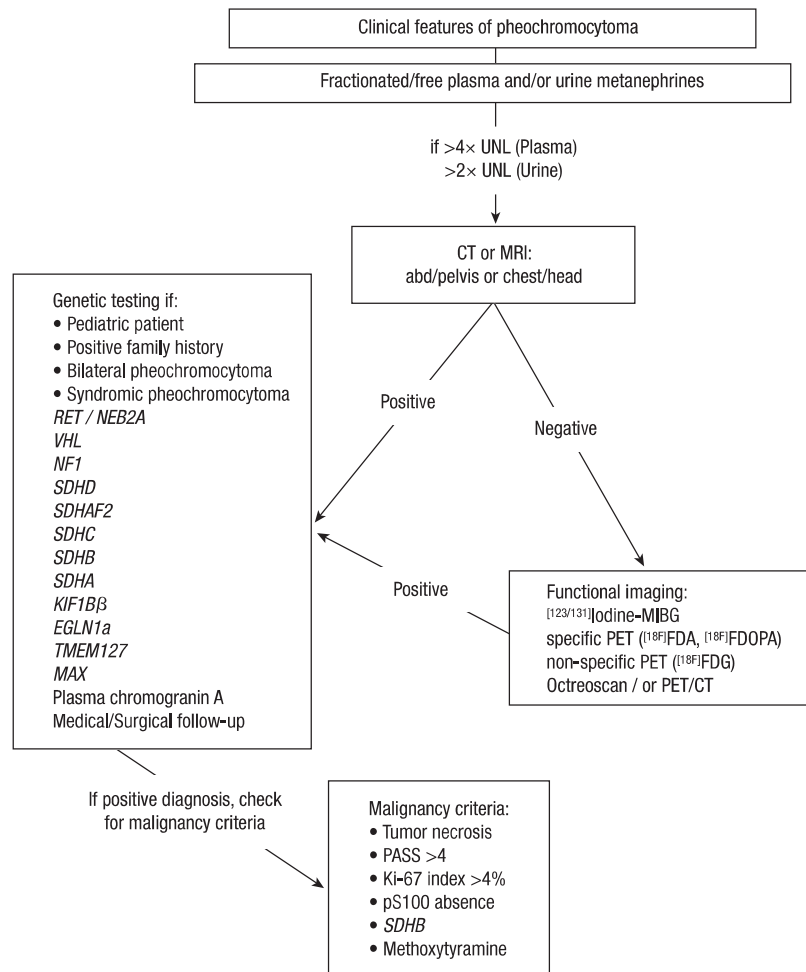 Clinical features of pheochromocytoma
Fractionated/free plasma and/or urine metanephrines
if >4× UNL (Plasma)
>2× UNL (Urine)
CT or MRI:
abd/pelvis or chest/head
Genetic testing if:
• Pediatric patient
• Positive family history
• Bilateral pheochromocytoma
• Syndromic pheochromocytoma
RET / NEB2A
VHL
NF1
SDHD
SDHAF2
SDHC
SDHB
SDHA
KIF1Bβ
EGLN1a
TMEM127
MAX
Plasma chromogranin A
Medical/Surgical follow-up
Positive
Negative
Positive
Functional imaging:
[123/131]Iodine-MIBG
specific PET ([18F]FDA, [18F]FDOPA)
non-specific PET ([18F]FDG)
Octreoscan / or PET/CT
If positive diagnosis, check
for malignancy criteria
Malignancy criteria:
• Tumor necrosis
• PASS >4
• Ki-67 index >4%
• pS100 absence
• SDHB
• Methoxytyramine